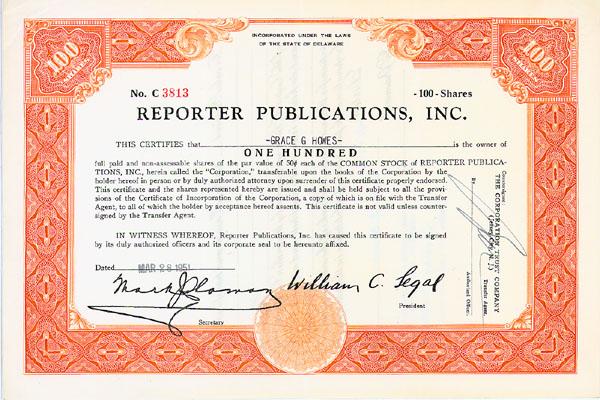 INCORPORATED UNDER THE LAWS
OF THE STATE OF DELAWARE
100
SHARES
100
SHARES
No. C 3813
-100-Shares
REPORTER PUBLICATIONS, INC.
THIS CERTIFIES that -GRACE G HOWES- is the owner of
ONE HUNDRED
full paid and non-assessable shares of the par value of 50¢ each of the COMMON STOCK of REPORTER PUBLICA-
TIONS, INC., herein called the "Corporation," transferable upon the books of the Corporation by the
holder hereof in person or by duly authorized attorney upon surrender of this certificate properly endorsed.
This certificate and the shares represented hereby are issued and shall be held subject to all the provi-
sions of the Certificate of Incorporation of the Corporation, a copy of which is on file with the Transfer
Agent, to all of which the holder by acceptance hereof assents. This certificate is not valid unless counter-
signed by the Transfer Agent.
IN WITNESS WHEREOF, Reporter Publications, Inc. has caused this certificate to be signed
by its duly authorized officers and its corporate seal to be hereunto affixed.
Dated MAR 28 1951
William C. Segal
Secretary
President
Countersigned:
THE CORPORATION TRUST COMPANY
(Jersey City, N. J.)
Transfer Agent,
By
Authorized Officer.
100
100